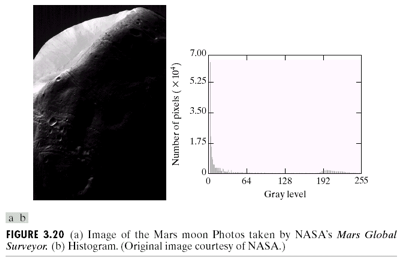 7.00
5.25
3.50
1.75
0
Number of pixels ( × 10⁴)
0 64 128 192 255
Gray level
a b
FIGURE 3.20 (a) Image of the Mars moon Photos taken by NASA's Mars Global
Surveyor. (b) Histogram. (Original image courtesy of NASA.)